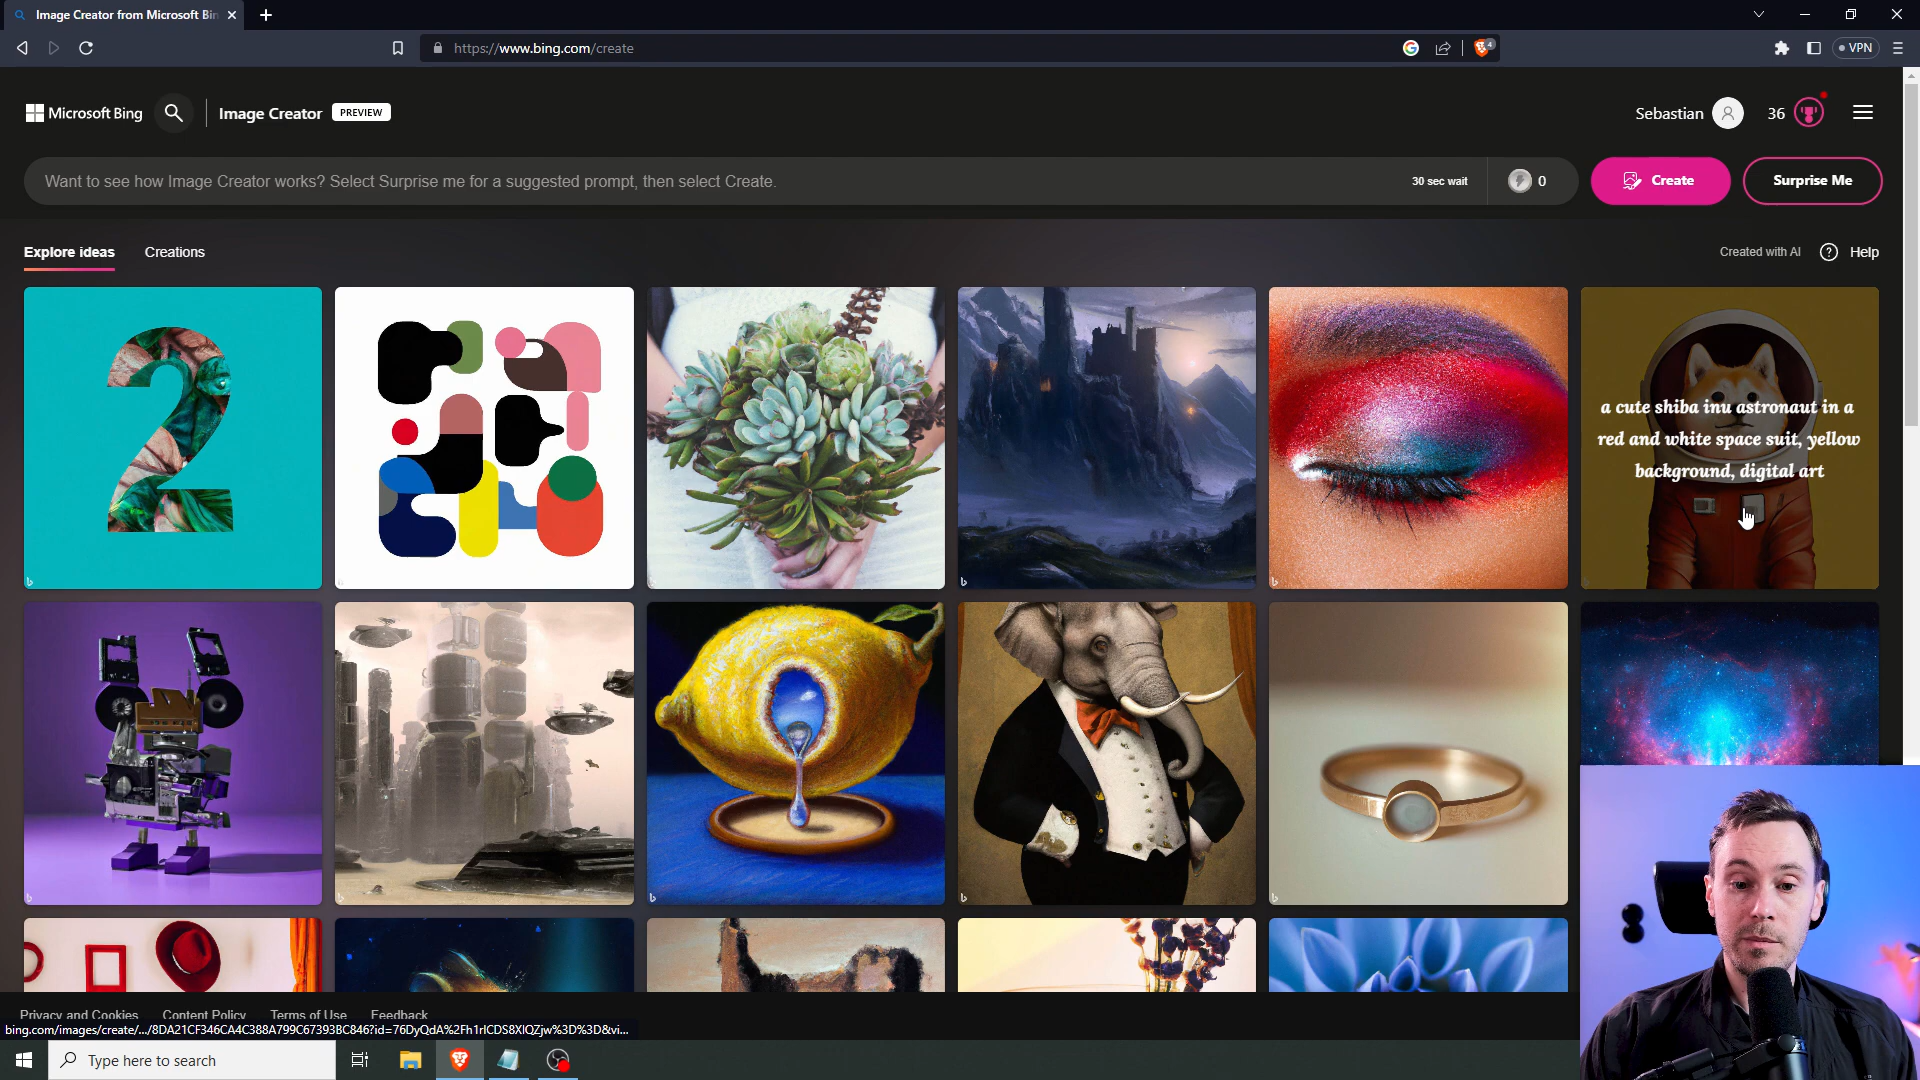 Image Creator from Microsoft Bin
https://www.bing.com/create
4
VPN
Microsoft Bing
Image Creator
PREVIEW
Sebastian
36
Want to see how Image Creator works? Select Surprise me for a suggested prompt, then select Create.
30 sec wait
0
Create
Surprise Me
Explore ideas
Creations
Created with AI
? Help
2
a cute shiba inu astronaut in a
red and white space suit, yellow
background, digital art
Privacy and Cookies
Content Policy
Terms of Use
Feedback
bing.com/images/create/.../8DA21CF346CA4C388A799C67393BC846?id=76DyQdA%2Fh1rICDS8XIQZjw%3D%3D&vi...
Type here to search